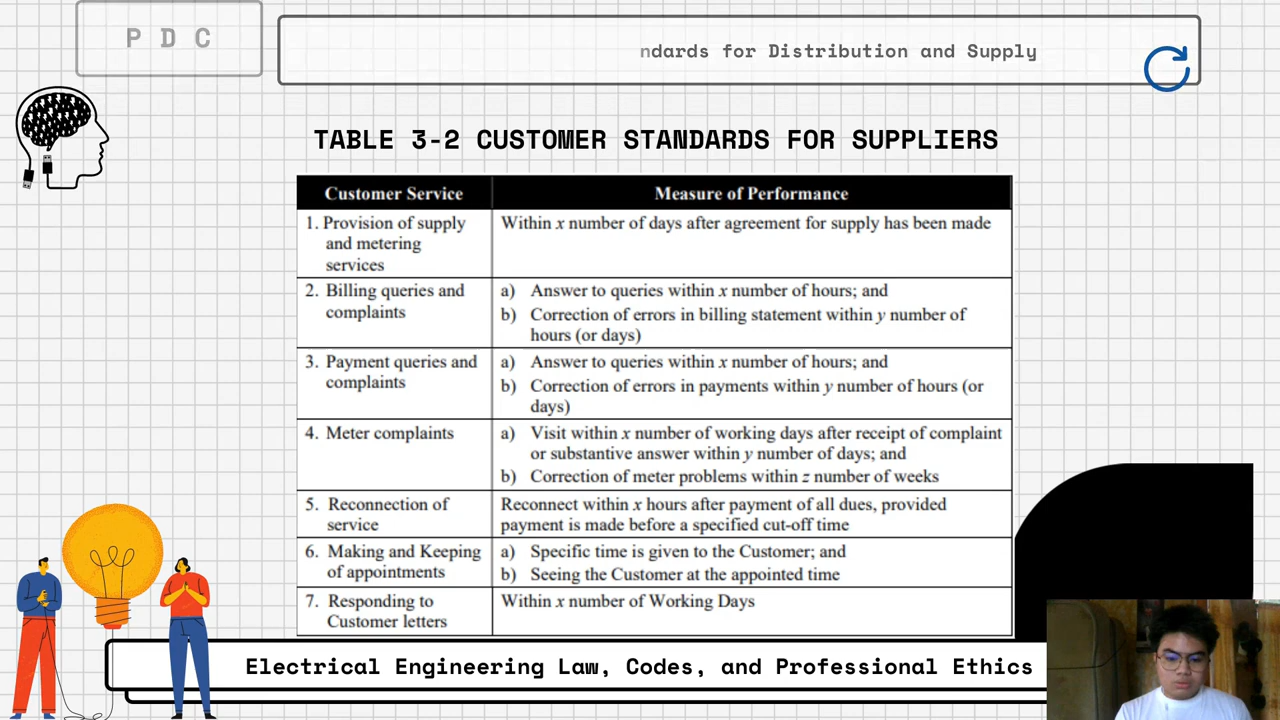 P D C
ndards for Distribution and Supply
TABLE 3-2 CUSTOMER STANDARDS FOR SUPPLIERS
Customer Service
Measure of Performance
1. Provision of supply
and metering
services
Within x number of days after agreement for supply has been made
2. Billing queries and
complaints
a) Answer to queries within x number of hours; and
b) Correction of errors in billing statement within y number of
hours (or days)
3. Payment queries and
complaints
a) Answer to queries within x number of hours; and
b) Correction of errors in payments within y number of hours (or
days)
4. Meter complaints
a) Visit within x number of working days after receipt of complaint
or substantive answer within y number of days; and
b) Correction of meter problems within z number of weeks
5. Reconnection of
service
Reconnect within x hours after payment of all dues, provided
payment is made before a specified cut-off time
6. Making and Keeping
of appointments
a) Specific time is given to the Customer; and
b) Seeing the Customer at the appointed time
7. Responding to
Customer letters
Within x number of Working Days
Electrical Engineering Law, Codes, and Professional Ethics